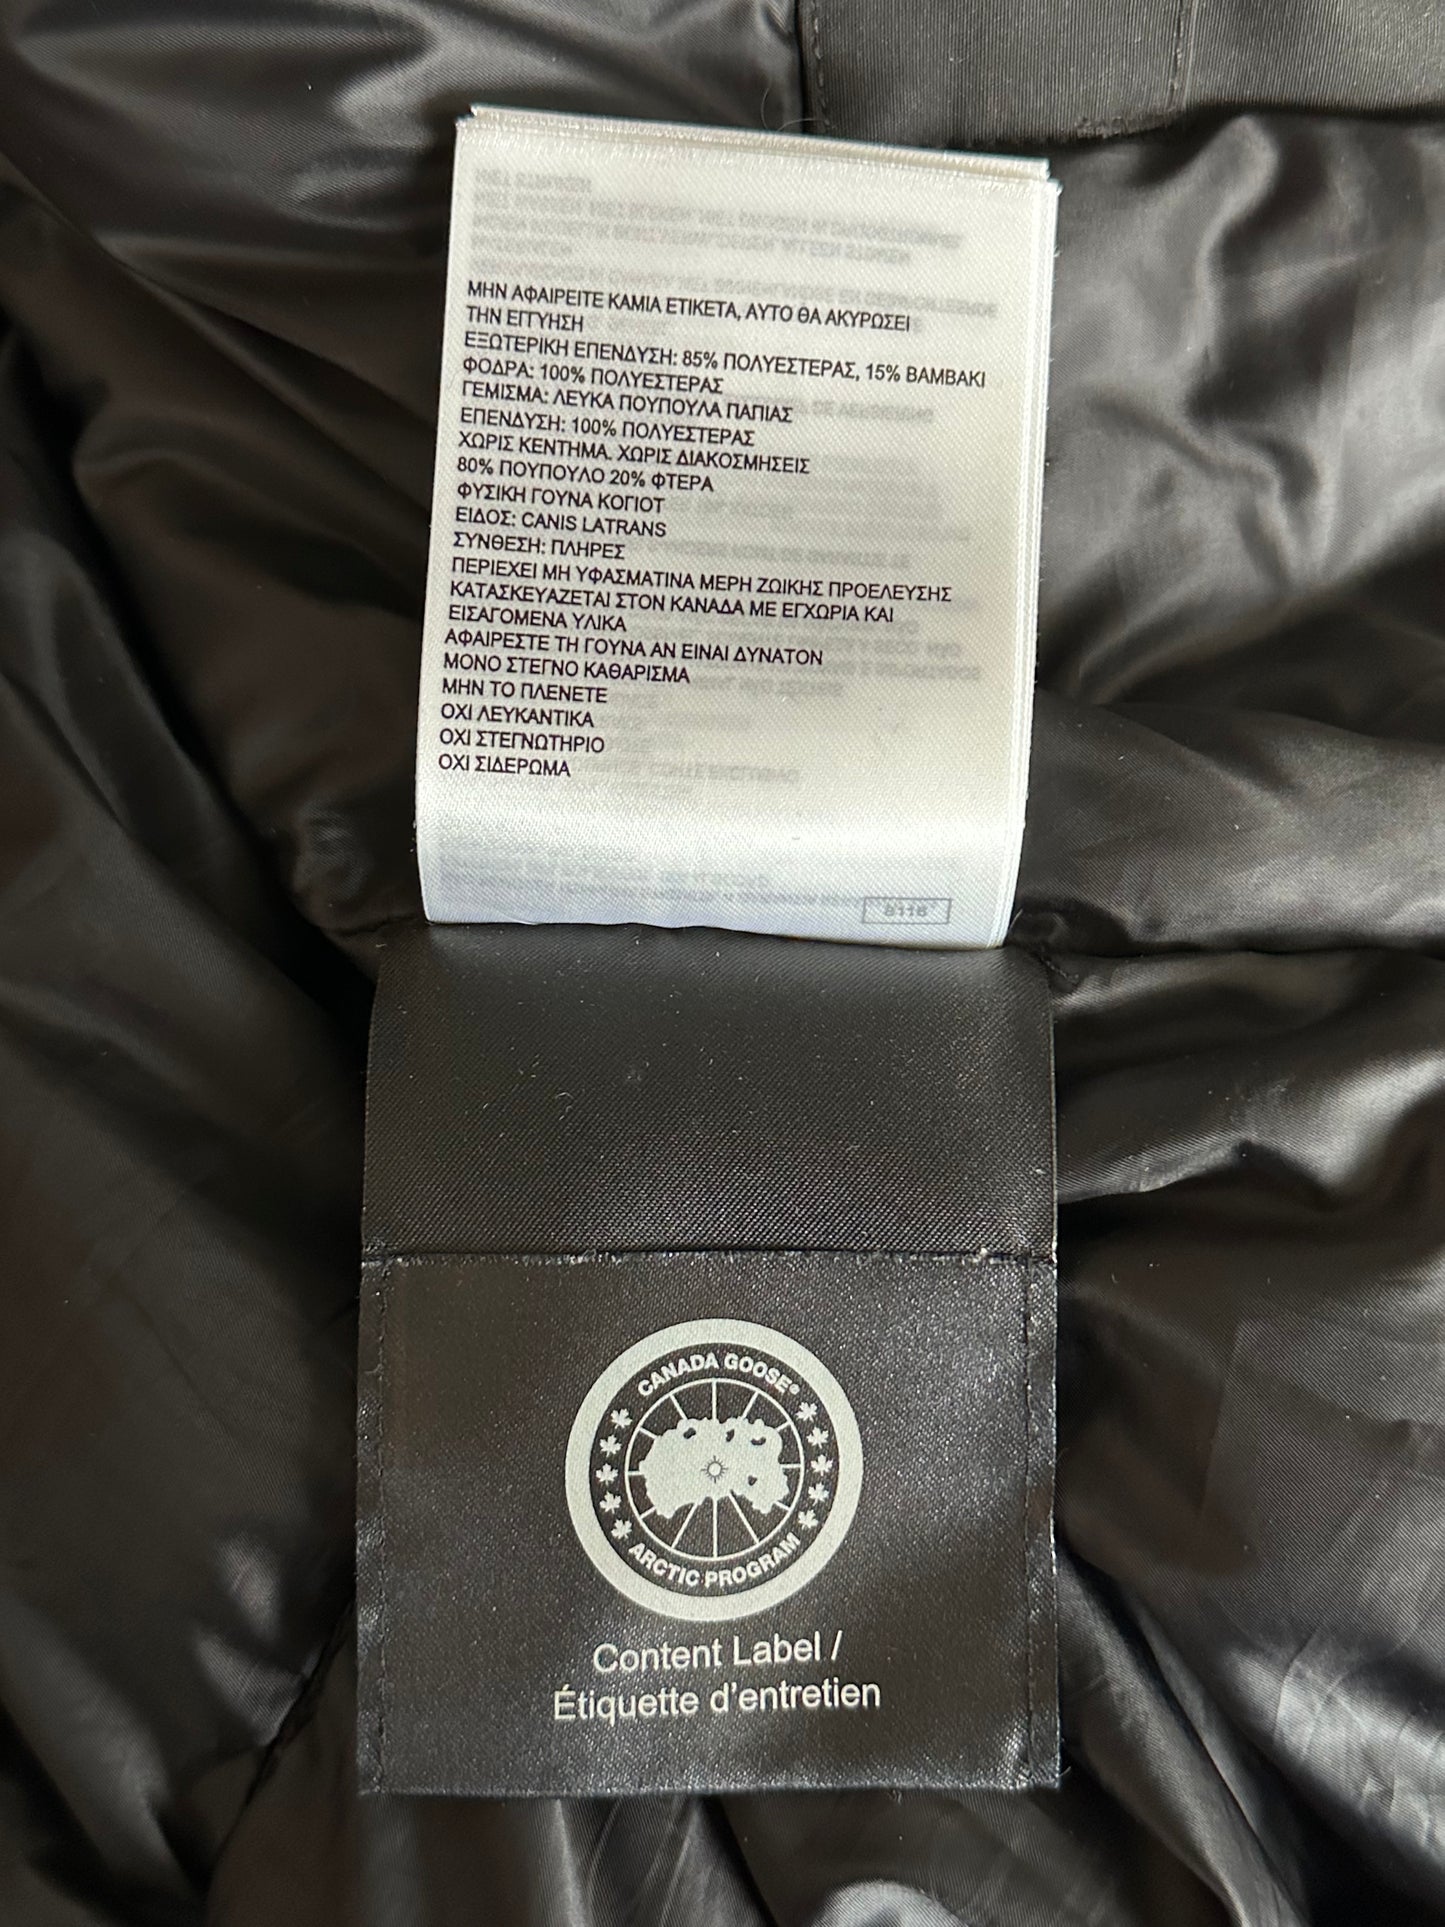 ΜΗΝ ΑΦΑΙΡΕΙΤΕ ΚΑΜΙΑ ΕΤΙΚΕΤΑ, ΑΥΤΟ ΘΑ ΑΚΥΡΩΣΕΙ
ΤΗΝ ΕΓΓΥΗΣΗ
ΕΞΩΤΕΡΙΚΗ ΕΠΕΝΔΥΣΗ: 85% ΠΟΛΥΕΣΤΕΡΑΣ, 15% ΒΑΜΒΑΚΙ
ΦΟΔΡΑ: 100% ΠΟΛΥΕΣΤΕΡΑΣ
ΓΕΜΙΣΜΑ: ΛΕΥΚΑ ΠΟΥΠΟΥΛΑ ΠΑΠΙΑΣ
ΕΠΕΝΔΥΣΗ: 100% ΠΟΛΥΕΣΤΕΡΑΣ
ΧΩΡΙΣ ΚΕΝΤΗΜΑ. ΧΩΡΙΣ ΔΙΑΚΟΣΜΗΣΕΙΣ
80% ΠΟΥΠΟΥΛΟ 20% ΦΤΕΡΑ
ΦΥΣΙΚΗ ΓΟΥΝΑ ΚΟΓΙΟΤ
ΕΙΔΟΣ: CANIS LATRANS
ΣΥΝΘΕΣΗ: ΠΛΗΡΕΣ
ΠΕΡΙΕΧΕΙ ΜΗ ΥΦΑΣΜΑΤΙΝΑ ΜΕΡΗ ΖΩΙΚΗΣ ΠΡΟΕΛΕΥΣΗΣ
ΚΑΤΑΣΚΕΥΑΖΕΤΑΙ ΣΤΟΝ ΚΑΝΑΔΑ ΜΕ ΕΓΧΩΡΙΑ ΚΑΙ
ΕΙΣΑΓΟΜΕΝΑ ΥΛΙΚΑ
ΑΦΑΙΡΕΣΤΕ ΤΗ ΓΟΥΝΑ ΑΝ ΕΙΝΑΙ ΔΥΝΑΤΟΝ
ΜΟΝΟ ΣΤΕΓΝΟ ΚΑΘΑΡΙΣΜΑ
ΜΗΝ ΤΟ ΠΛΕΝΕΤΕ
ΟΧΙ ΛΕΥΚΑΝΤΙΚΑ
ΟΧΙ ΣΤΕΓΝΩΤΗΡΙΟ
ΟΧΙ ΣΙΔΕΡΩΜΑ
CANADA GOOSE®
ARCTIC PROGRAM
Content Label /
Étiquette d'entretien